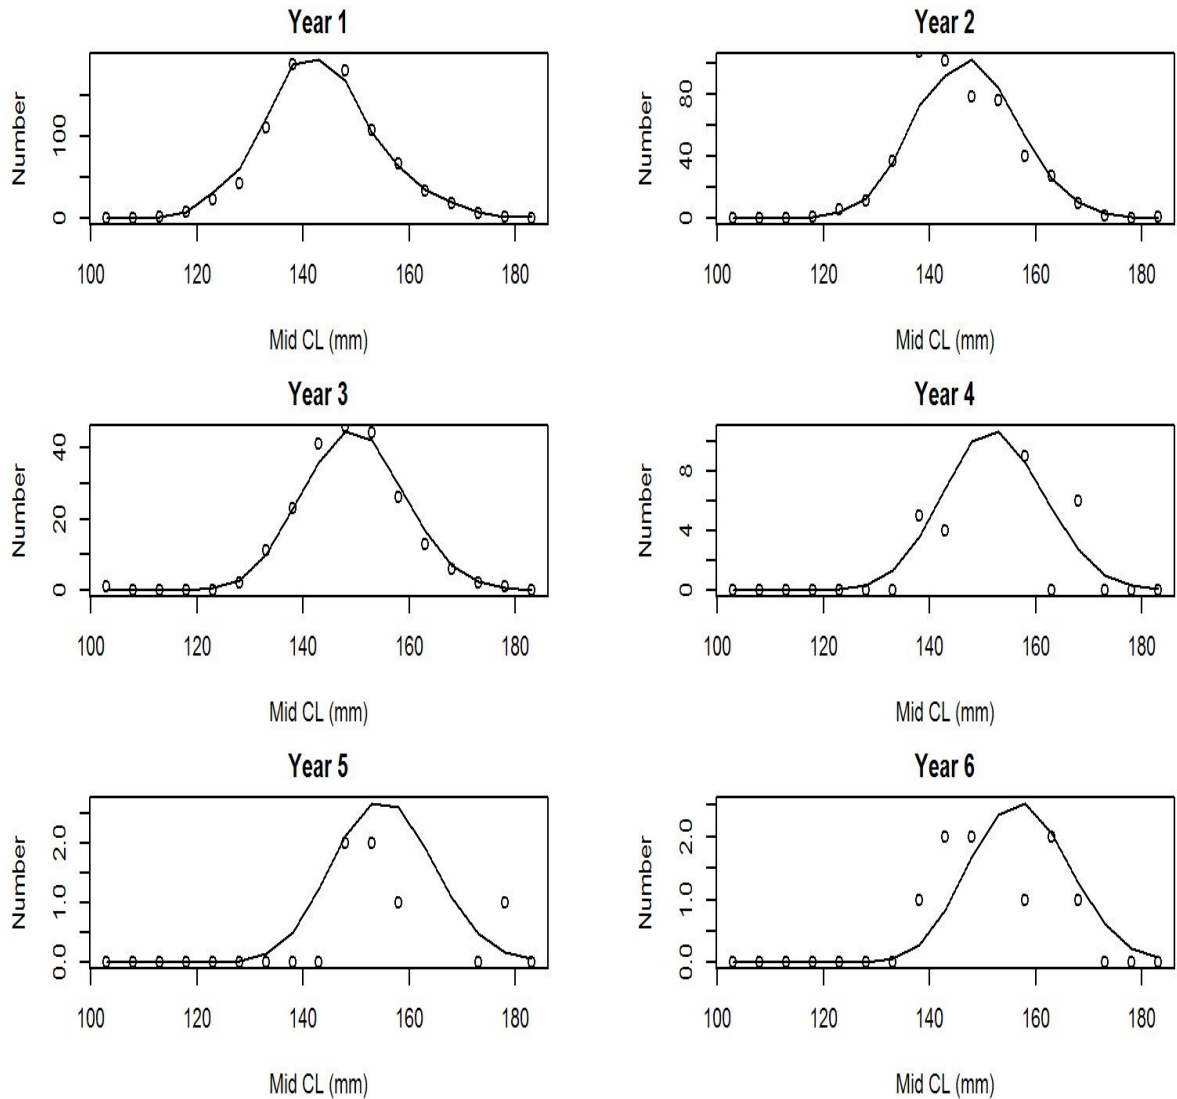 Year 1
Number
0 100
100 120 140 160 180
Mid CL (mm)
Year 2
Number
0 40 80
100 120 140 160 180
Mid CL (mm)
Year 3
Number
0 20 40
100 120 140 160 180
Mid CL (mm)
Year 4
Number
0 4 8
100 120 140 160 180
Mid CL (mm)
Year 5
Number
0.0 1.0 2.0
100 120 140 160 180
Mid CL (mm)
Year 6
Number
0.0 1.0 2.0
100 120 140 160 180
Mid CL (mm)